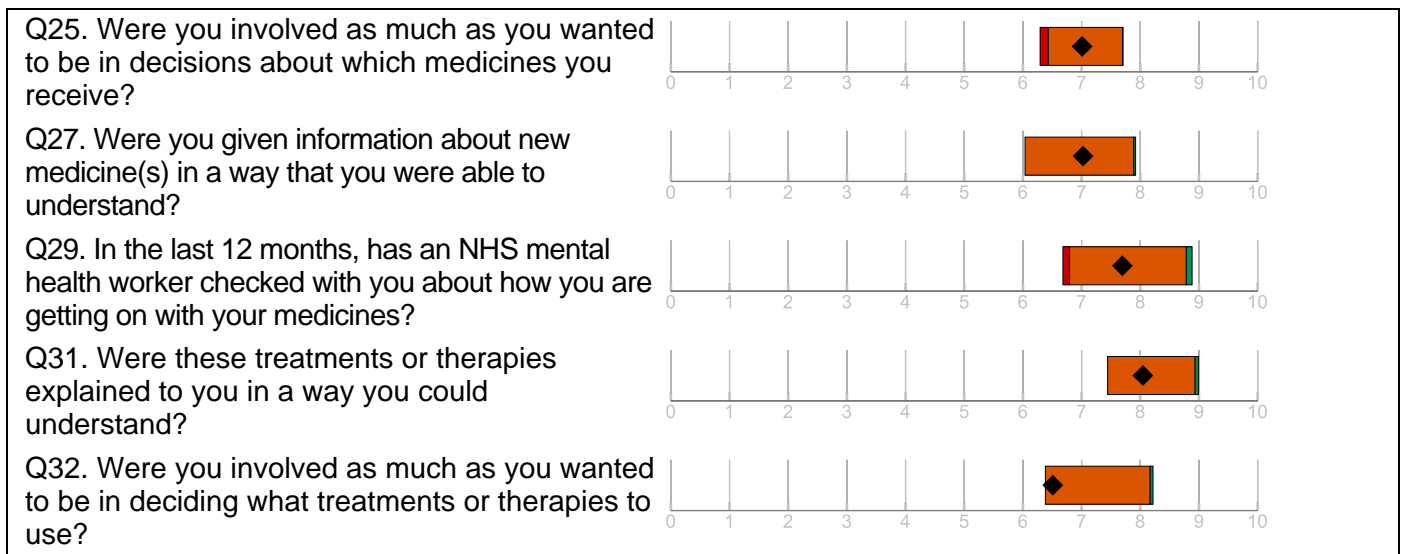 Q25. Were you involved as much as you wanted
to be in decisions about which medicines you
receive?
0 1 2 3 4 5 6 7 8 9 10
Q27. Were you given information about new
medicine(s) in a way that you were able to
understand?
0 1 2 3 4 5 6 7 8 9 10
Q29. In the last 12 months, has an NHS mental
health worker checked with you about how you are
getting on with your medicines?
0 1 2 3 4 5 6 7 8 9 10
Q31. Were these treatments or therapies
explained to you in a way you could
understand?
0 1 2 3 4 5 6 7 8 9 10
Q32. Were you involved as much as you wanted
to be in deciding what treatments or therapies to
use?
0 1 2 3 4 5 6 7 8 9 10